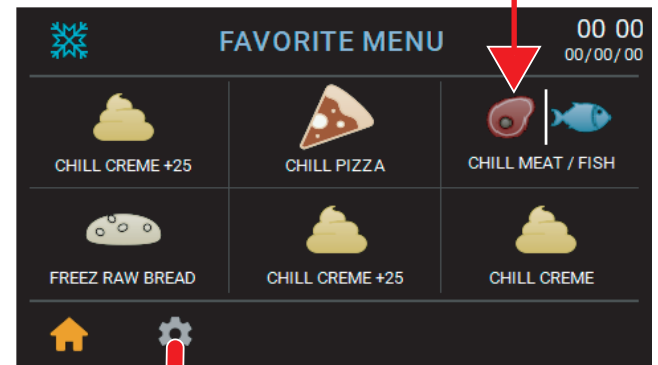 FAVORITE MENU
00 00
00/00/00
CHILL CREME +25
CHILL PIZZA
CHILL MEAT / FISH
FREEZ RAW BREAD
CHILL CREME +25
CHILL CREME